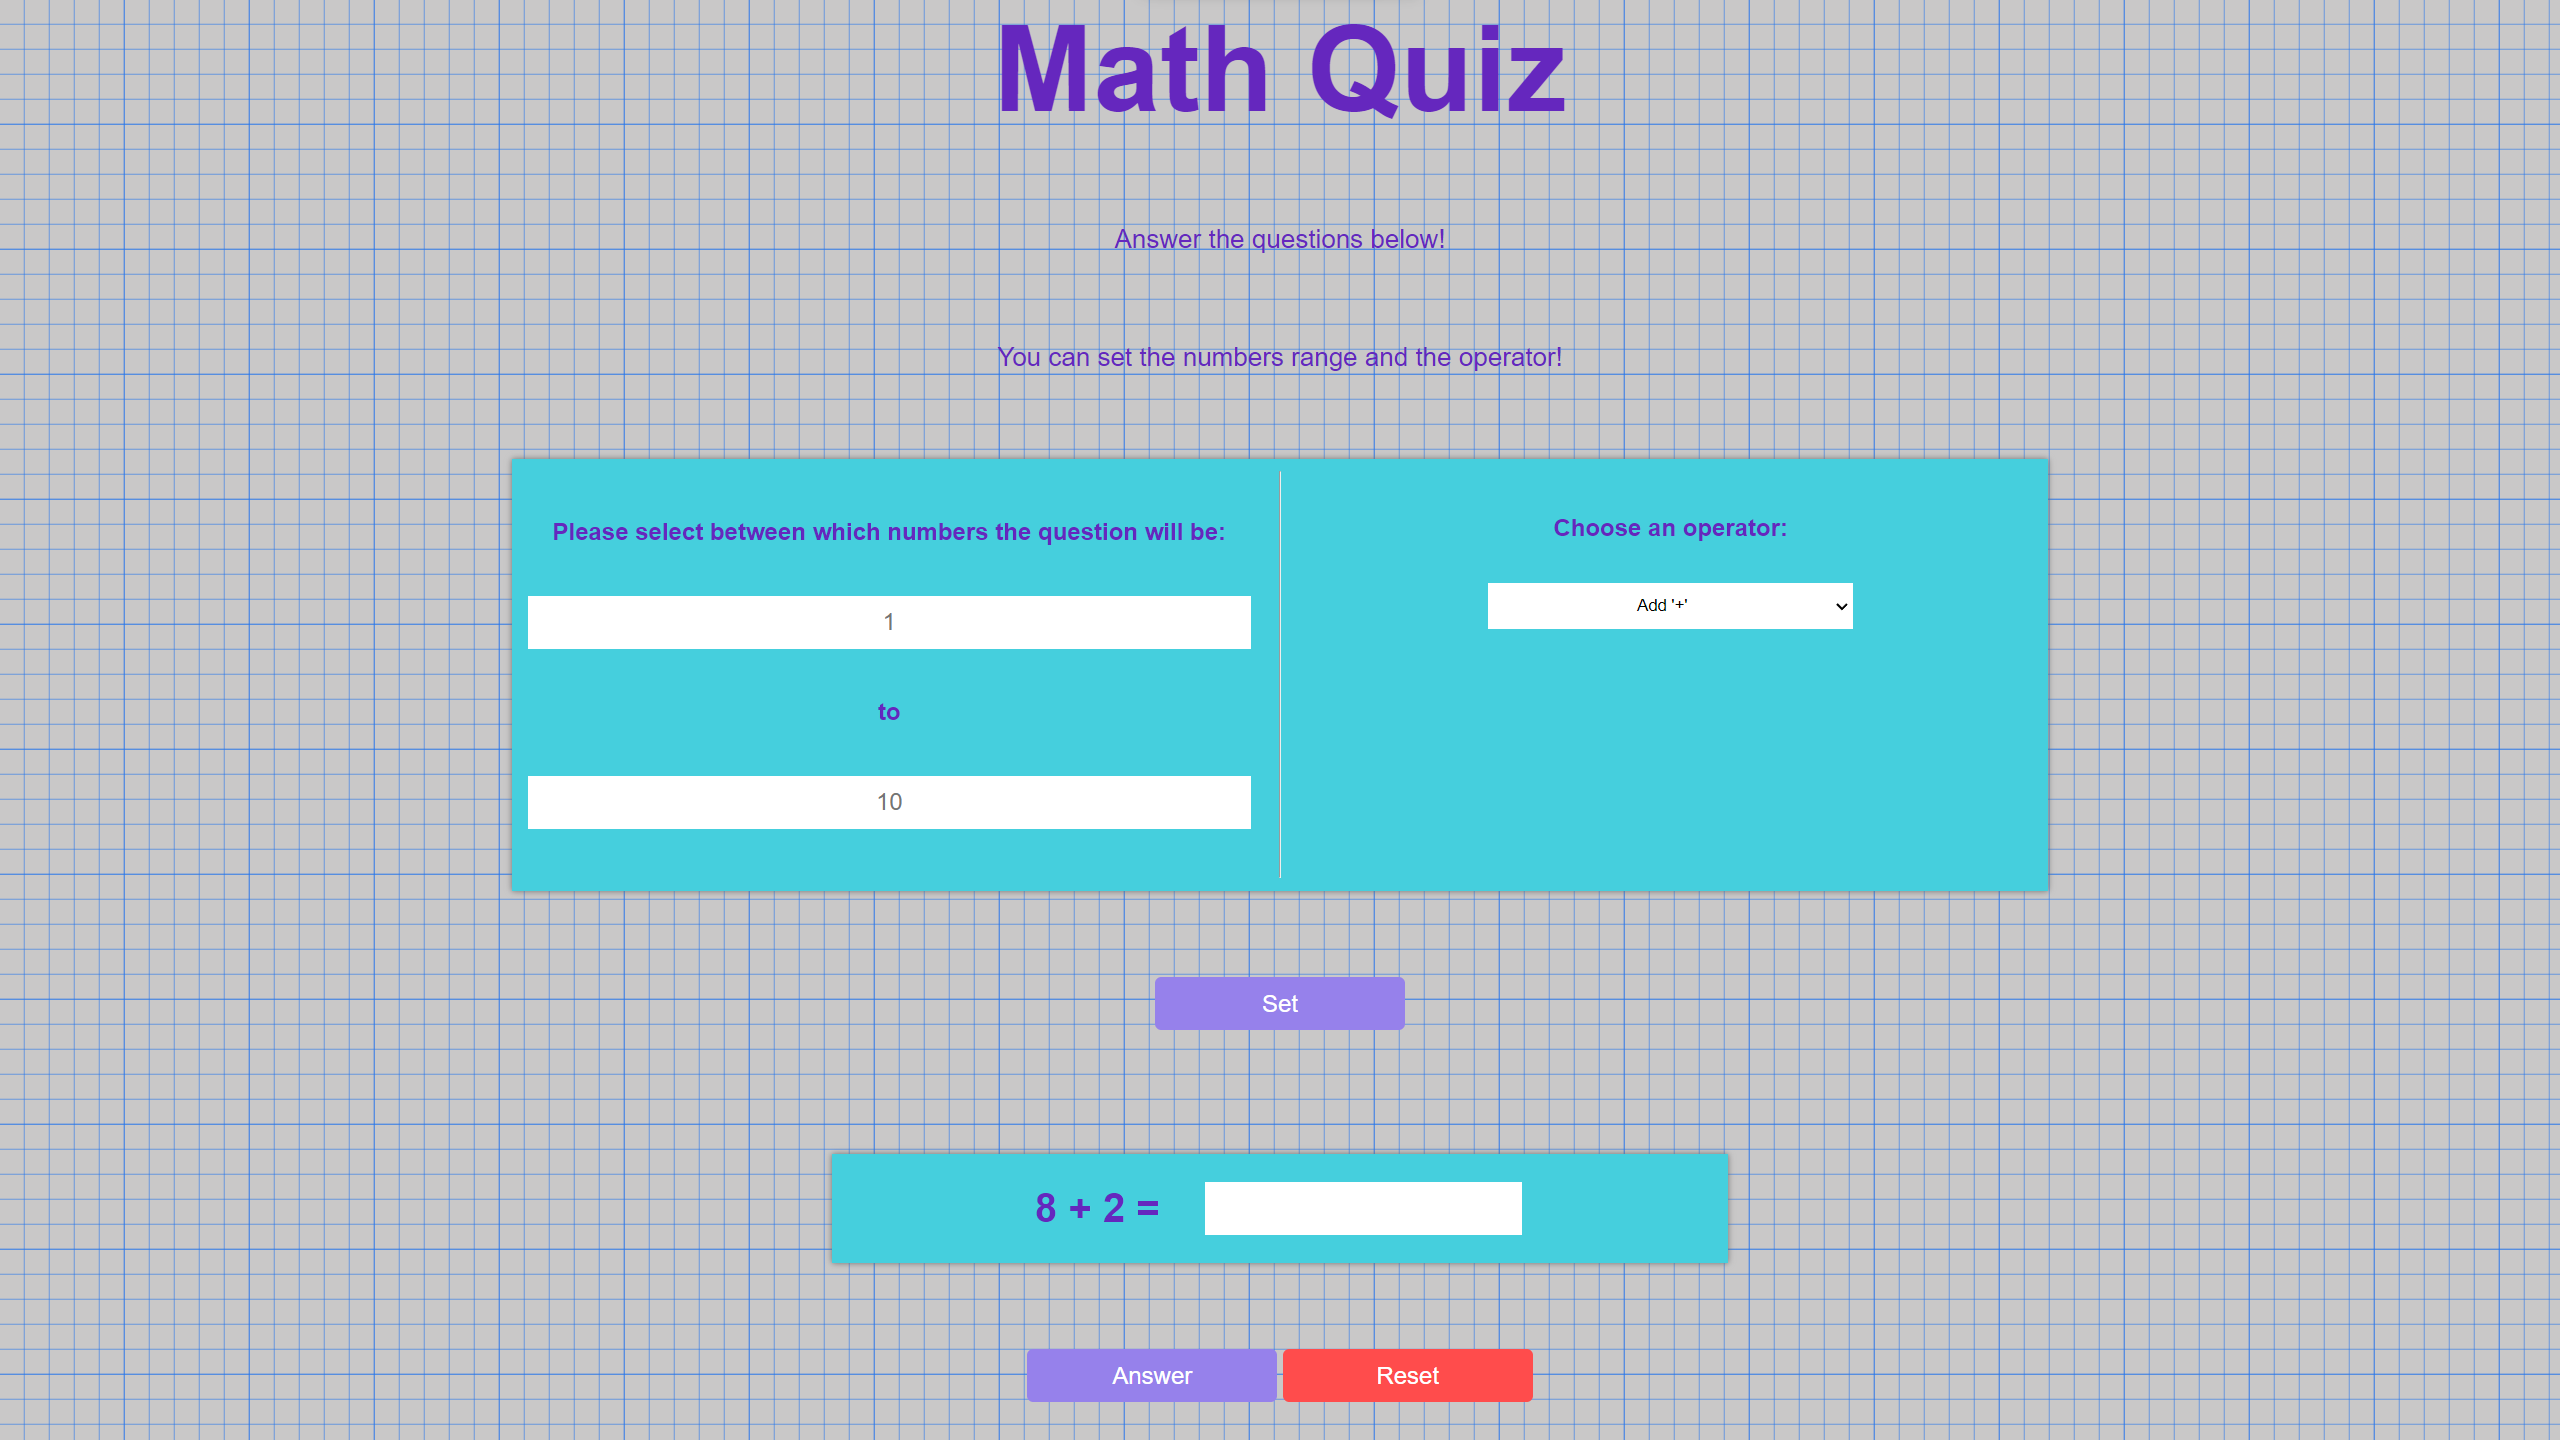 Math Quiz
Answer the questions below!
You can set the numbers range and the operator!
Please select between which numbers the question will be:
1
to
10
Choose an operator:
Add '+'
Set
8 + 2 =
Answer
Reset